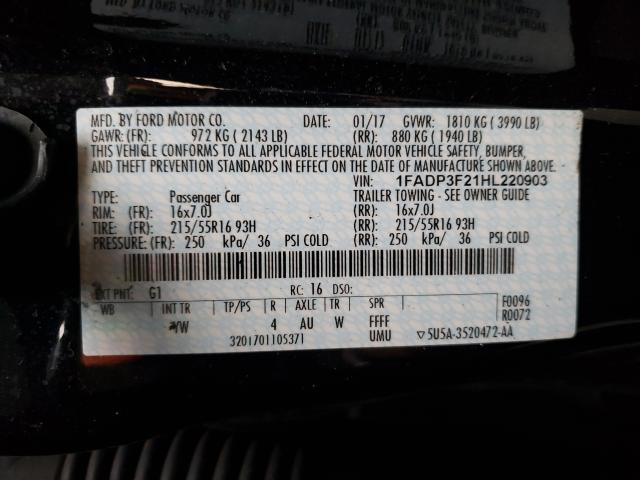 MFD. BY FORD MOTOR CO. DATE: 01/17 GVWR: 1810 KG ( 3990 LB)
GAWR: (FR): 972 KG ( 2143 LB) (RR): 880 KG ( 1940 LB)
THIS VEHICLE CONFORMS TO ALL APPLICABLE FEDERAL MOTOR VEHICLE SAFETY, BUMPER,
AND THEFT PREVENTION STANDARDS IN EFFECT ON THE DATE OF MANUFACTURE SHOWN ABOVE.
VIN: 1FADP3F21HL220903
TYPE: Passenger Car TRAILER TOWING - SEE OWNER GUIDE
RIM: (FR): 16x7.0J (RR): 16x7.0J
TIRE: (FR): 215/55R16 93H (RR): 215/55R16 93H
PRESSURE: (FR): 250 kPa/ 36 PSI COLD (RR): 250 kPa/ 36 PSI COLD
EXT PNT: G1 RC: 16 DSO:
WB INT TR TP/PS R AXLE TR SPR F0096
/W 4 AU W FFFF R0072
3201701105371 UMU ▽5U5A-3520472-AA